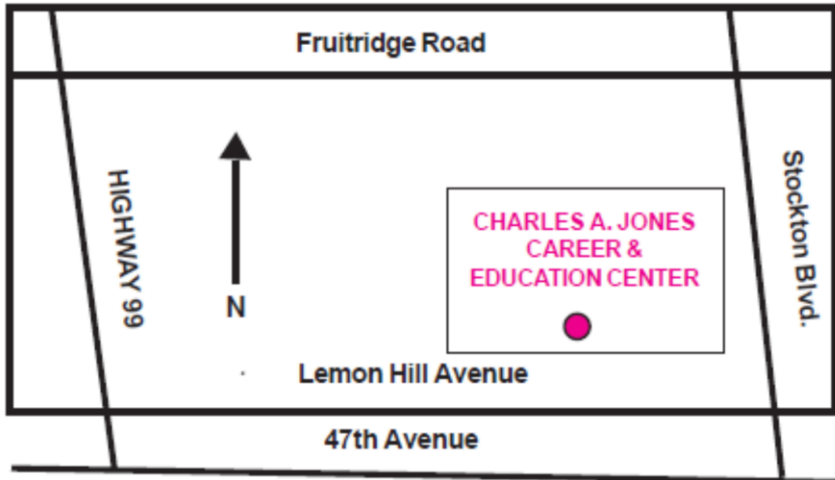 Fruitridge Road
HIGHWAY 99
N
CHARLES A. JONES
CAREER &
EDUCATION CENTER
Stockton Blvd.
Lemon Hill Avenue
47th Avenue